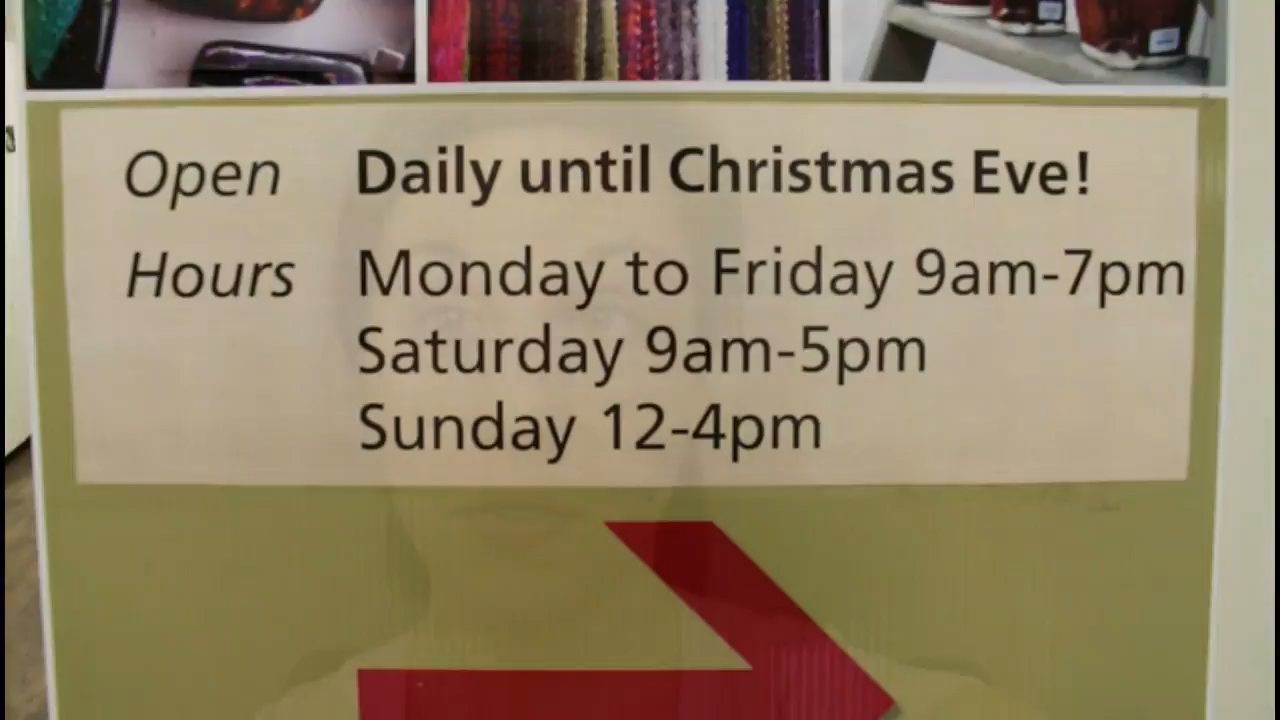 Open Daily until Christmas Eve!
Hours Monday to Friday 9am-7pm
Saturday 9am-5pm
Sunday 12-4pm